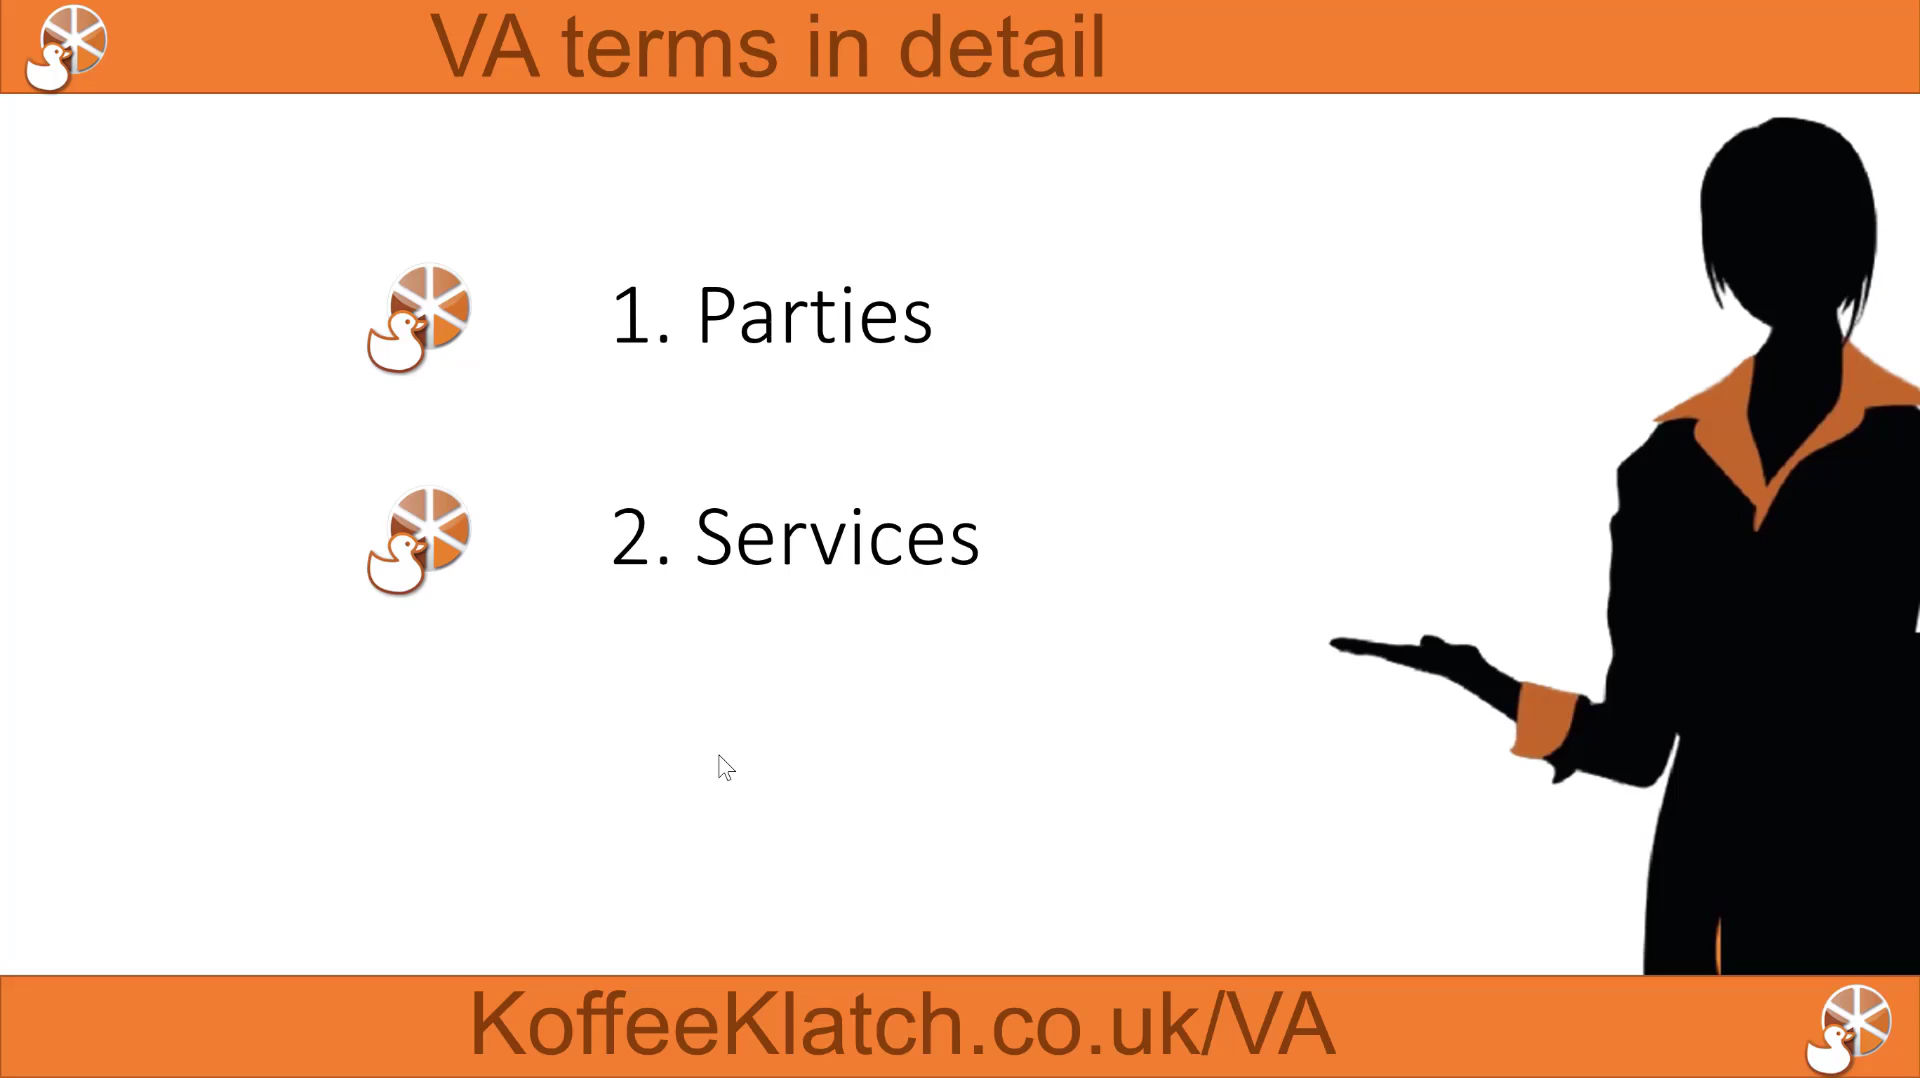 VA terms in detail
1. Parties
2. Services
KoffeeKlatch.co.uk/VA